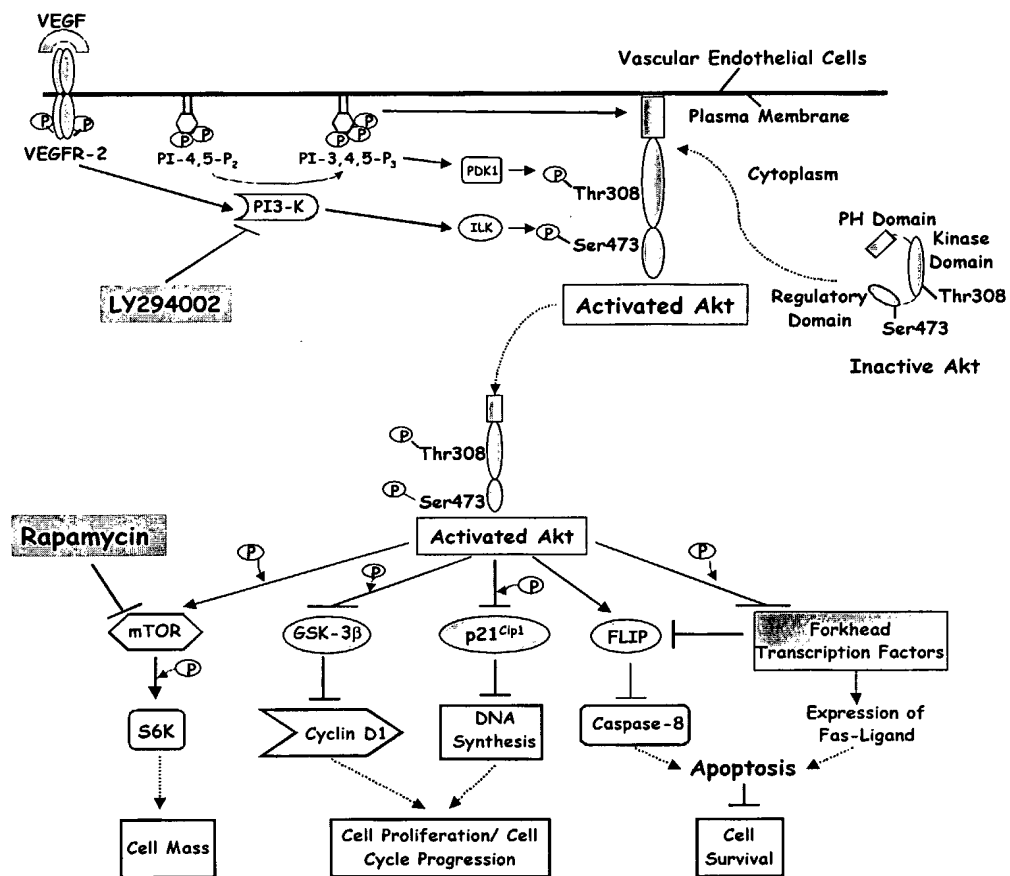 VEGF
Vascular Endothelial Cells
Plasma Membrane
P P
P P
P P P
VEGFR-2
PI-4,5-P2
PI-3,4,5-P3
PDK1
P
Thr308
Cytoplasm
PI3-K
ILK
P
Ser473
PH Domain
Kinase
Domain
Regulatory
Domain
Thr308
Ser473
LY294002
Activated Akt
Inactive Akt
P
Thr308
P
Ser473
Rapamycin
Activated Akt
P
P
P
P
mTOR
GSK-3β
p21Cip1
FLIP
Forkhead
Transcription Factors
P
S6K
Cyclin D1
DNA
Synthesis
Caspase-8
Expression of
Fas-Ligand
Apoptosis
Cell Mass
Cell Proliferation/ Cell
Cycle Progression
Cell
Survival